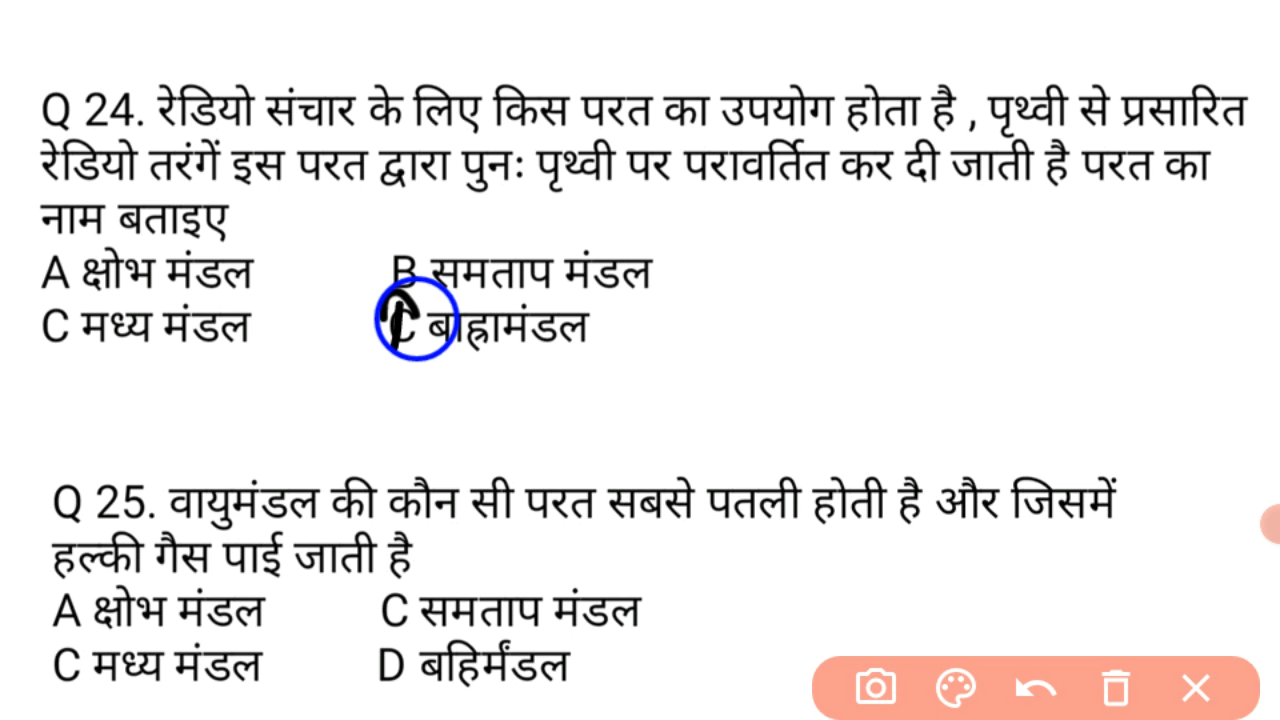 Q 24. रेडियो संचार के लिए किस परत का उपयोग होता है , पृथ्वी से प्रसारित
रेडियो तरंगें इस परत द्वारा पुनः पृथ्वी पर परावर्तित कर दी जाती है परत का
नाम बताइए
A क्षोभ मंडल B समताप मंडल
C मध्य मंडल C बाह्रामंडल
Q 25. वायुमंडल की कौन सी परत सबसे पतली होती है और जिसमें
हल्की गैस पाई जाती है
A क्षोभ मंडल C समताप मंडल
C मध्य मंडल D बहिर्मंडल